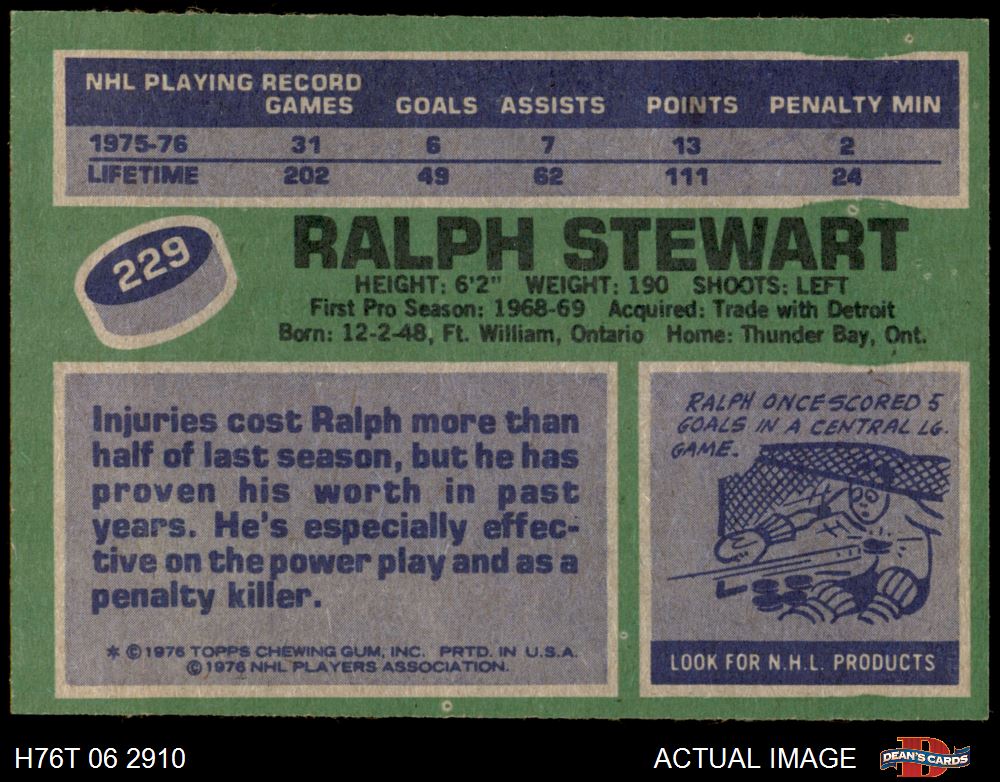 NHL PLAYING RECORD
GAMES GOALS ASSISTS POINTS PENALTY MIN
1975-76 31 6 7 13 2
LIFETIME 202 49 62 111 24
229
RALPH STEWART
HEIGHT: 6'2" WEIGHT: 190 SHOOTS: LEFT
First Pro Season: 1968-69 Acquired: Trade with Detroit
Born: 12-2-48, Ft. William, Ontario Home: Thunder Bay, Ont.
Injuries cost Ralph more than
half of last season, but he has
proven his worth in past
years. He's especially effec-
tive on the power play and as a
penalty killer.
* © 1976 TOPPS CHEWING GUM, INC. PRTD. IN U.S.A.
© 1976 NHL PLAYERS ASSOCIATION.
RALPH ONCE SCORED 5
GOALS IN A CENTRAL LG.
GAME.
LOOK FOR N.H.L. PRODUCTS
H76T 06 2910
ACTUAL IMAGE
DEAN'S CARDS